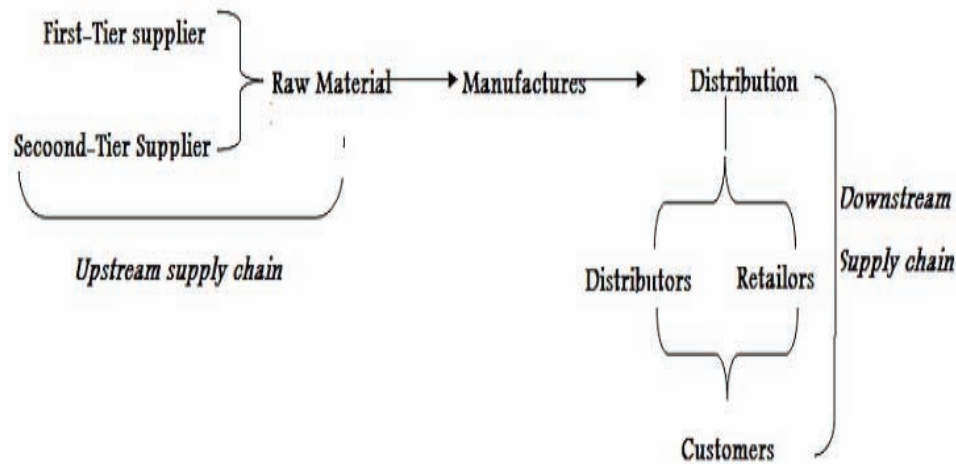 First-Tier supplier
Raw Material
Manufactures
Distribution
Secoond-Tier Supplier
Downstream
Supply chain
Upstream supply chain
Distributors
Retailors
Customers